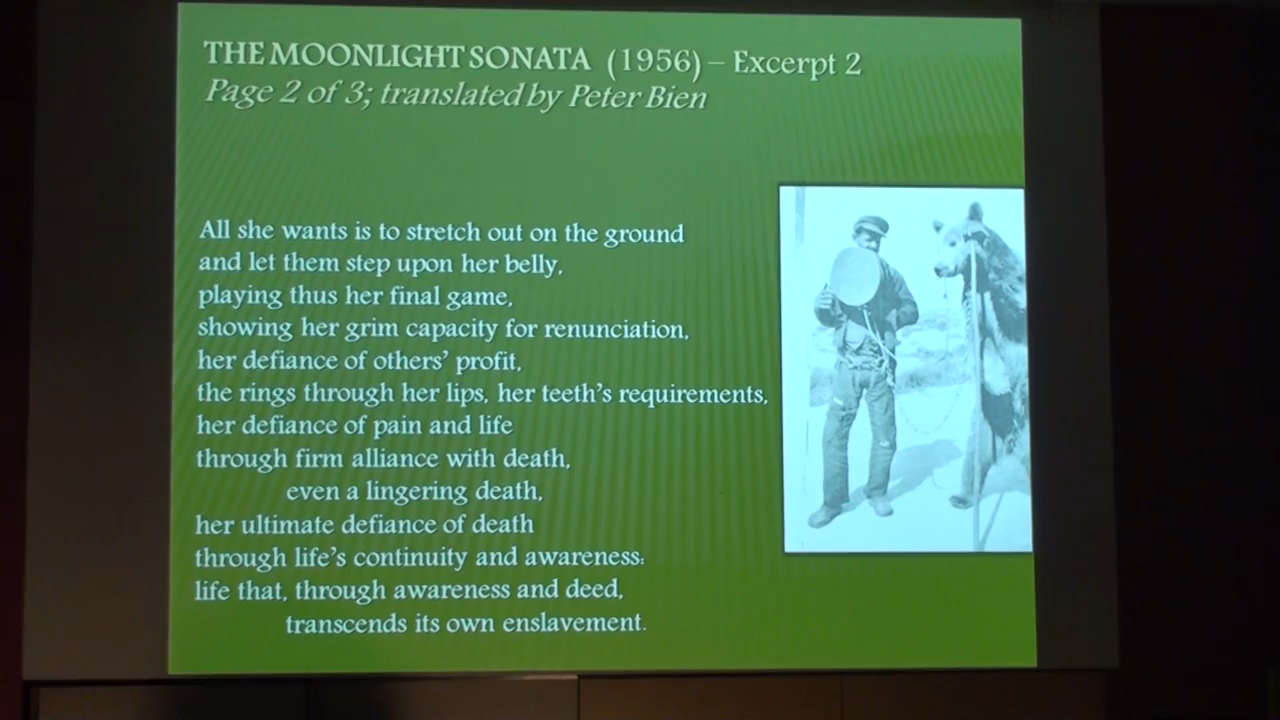 THE MOONLIGHT SONATA (1956) – Excerpt 2
Page 2 of 3; translated by Peter Bien
All she wants is to stretch out on the ground
and let them step upon her belly,
playing thus her final game,
showing her grim capacity for renunciation,
her defiance of others' profit,
the rings through her lips, her teeth's requirements,
her defiance of pain and life
through firm alliance with death,
even a lingering death,
her ultimate defiance of death
through life's continuity and awareness:
life that, through awareness and deed,
transcends its own enslavement.